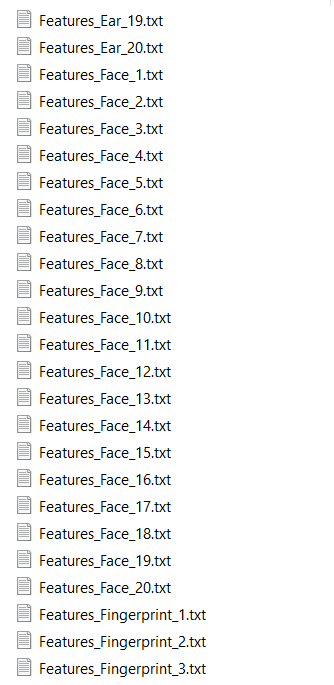 Features_Ear_19.txt
Features_Ear_20.txt
Features_Face_1.txt
Features_Face_2.txt
Features_Face_3.txt
Features_Face_4.txt
Features_Face_5.txt
Features_Face_6.txt
Features_Face_7.txt
Features_Face_8.txt
Features_Face_9.txt
Features_Face_10.txt
Features_Face_11.txt
Features_Face_12.txt
Features_Face_13.txt
Features_Face_14.txt
Features_Face_15.txt
Features_Face_16.txt
Features_Face_17.txt
Features_Face_18.txt
Features_Face_19.txt
Features_Face_20.txt
Features_Fingerprint_1.txt
Features_Fingerprint_2.txt
Features_Fingerprint_3.txt